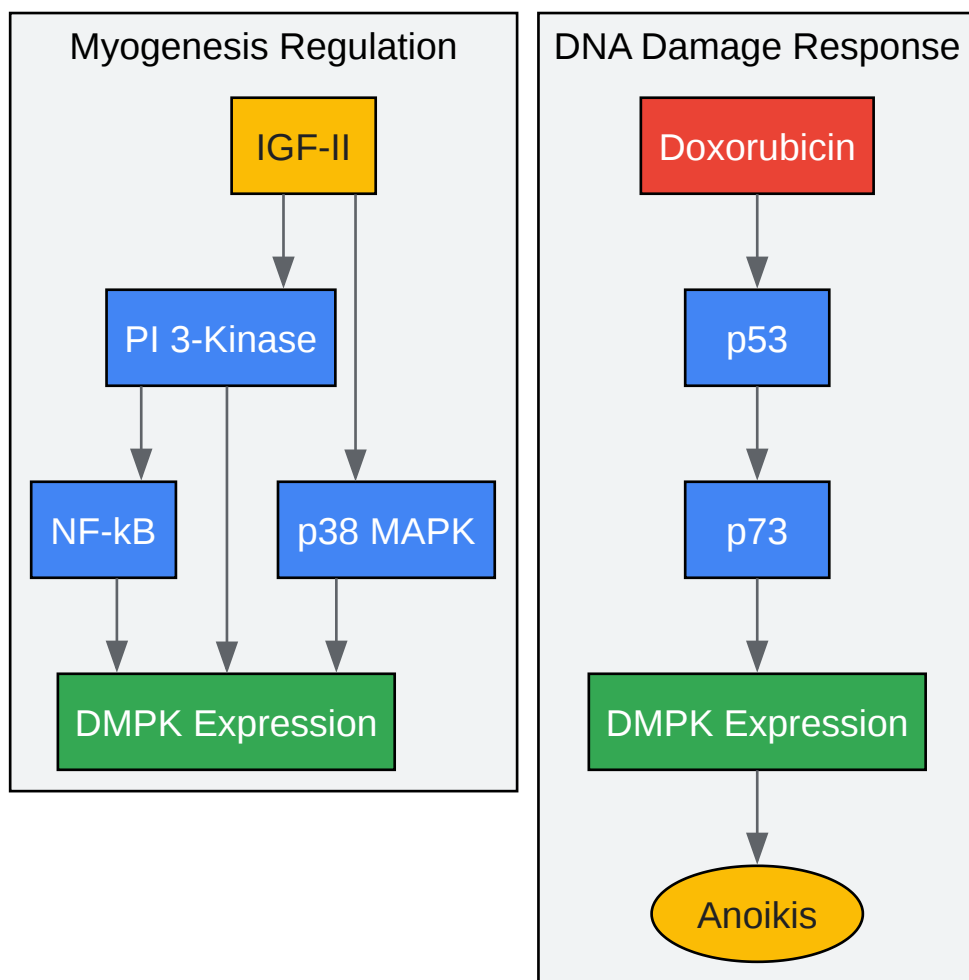 Myogenesis Regulation
IGF-II
PI 3-Kinase
NF-kB
p38 MAPK
DMPK Expression
DNA Damage Response
Doxorubicin
p53
p73
DMPK Expression
Anoikis